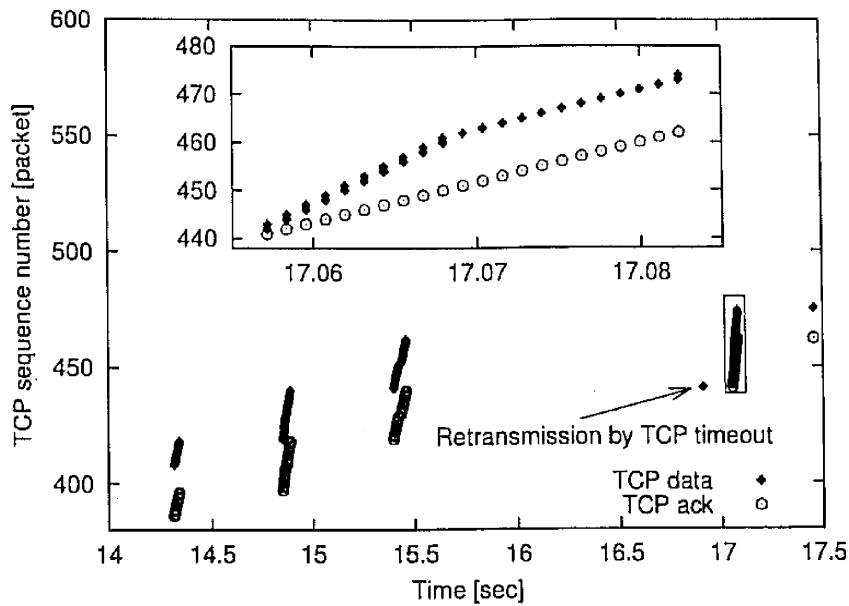 600
550
500
450
400
TCP sequence number [packet]
480
470
460
450
440
17.06 17.07 17.08
Retransmission by TCP timeout
TCP data
TCP ack
14 14.5 15 15.5 16 16.5 17 17.5
Time [sec]